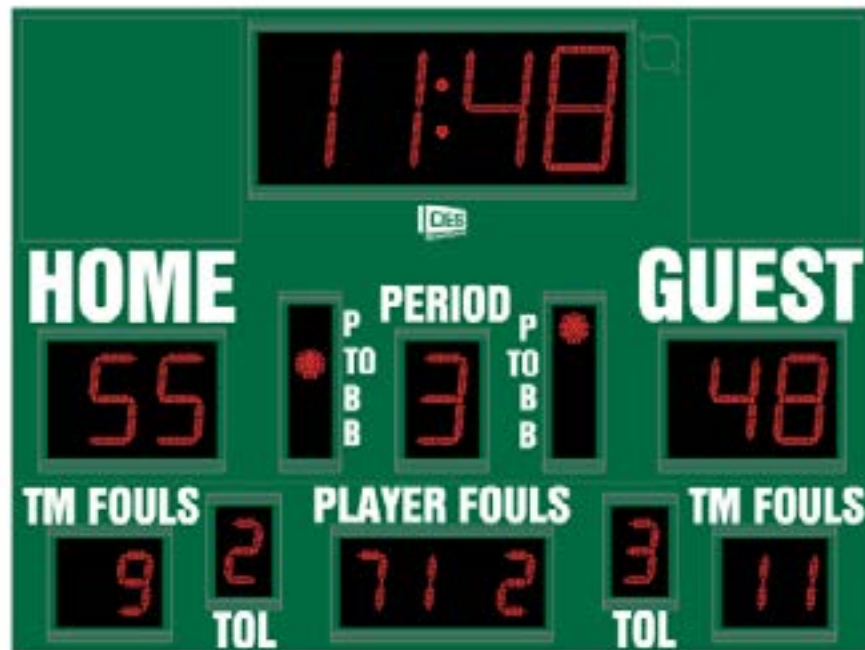 11:48
DEB
HOME
PERIOD
GUEST
P
TO
B
B
P
TO
B
B
55
3
48
TM FOULS
PLAYER FOULS
TM FOULS
9
2
71 2
3
11
TOL
TOL